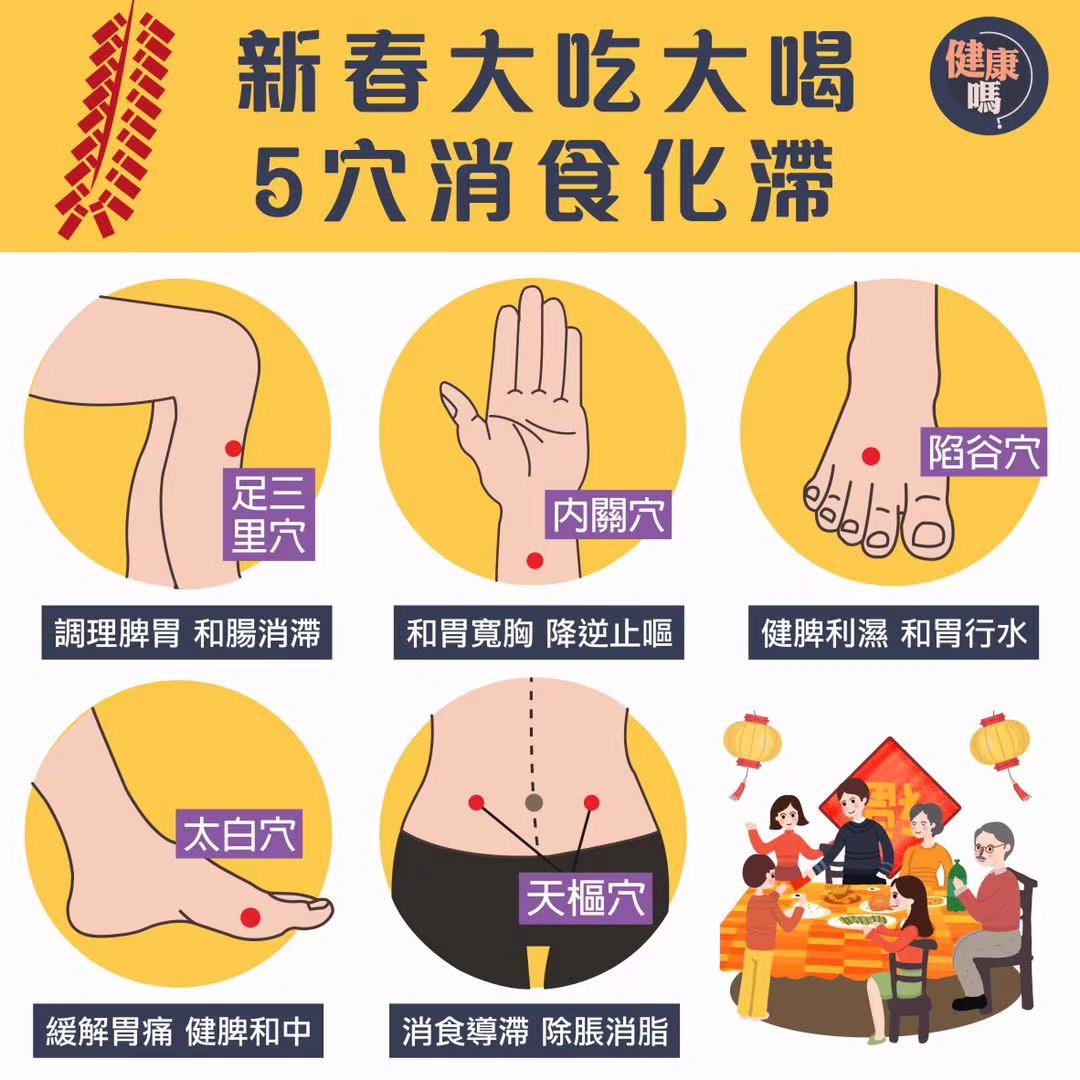 新春大吃大喝
5穴消食化滯
健康
嗎?
足三
里穴
調理脾胃 和腸消滯
内關穴
和胃寬胸 降逆止嘔
陷谷穴
健脾利濕 和胃行水
太白穴
緩解胃痛 健脾和中
天樞穴
消食導滯 除脹消脂